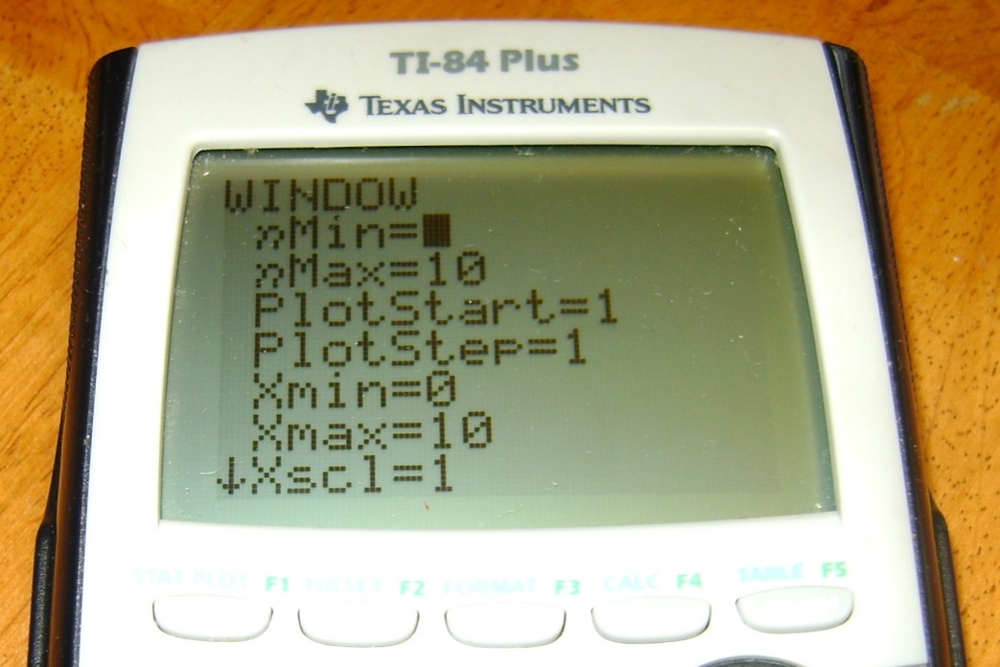 TI-84 Plus
TEXAS INSTRUMENTS
WINDOW
nMin=
nMax=10
PlotStart=1
PlotStep=1
Xmin=0
Xmax=10
↓Xscl=1
STAT PLOT F1 TBLSET F2 FORMAT F3 CALC F4 TABLE F5